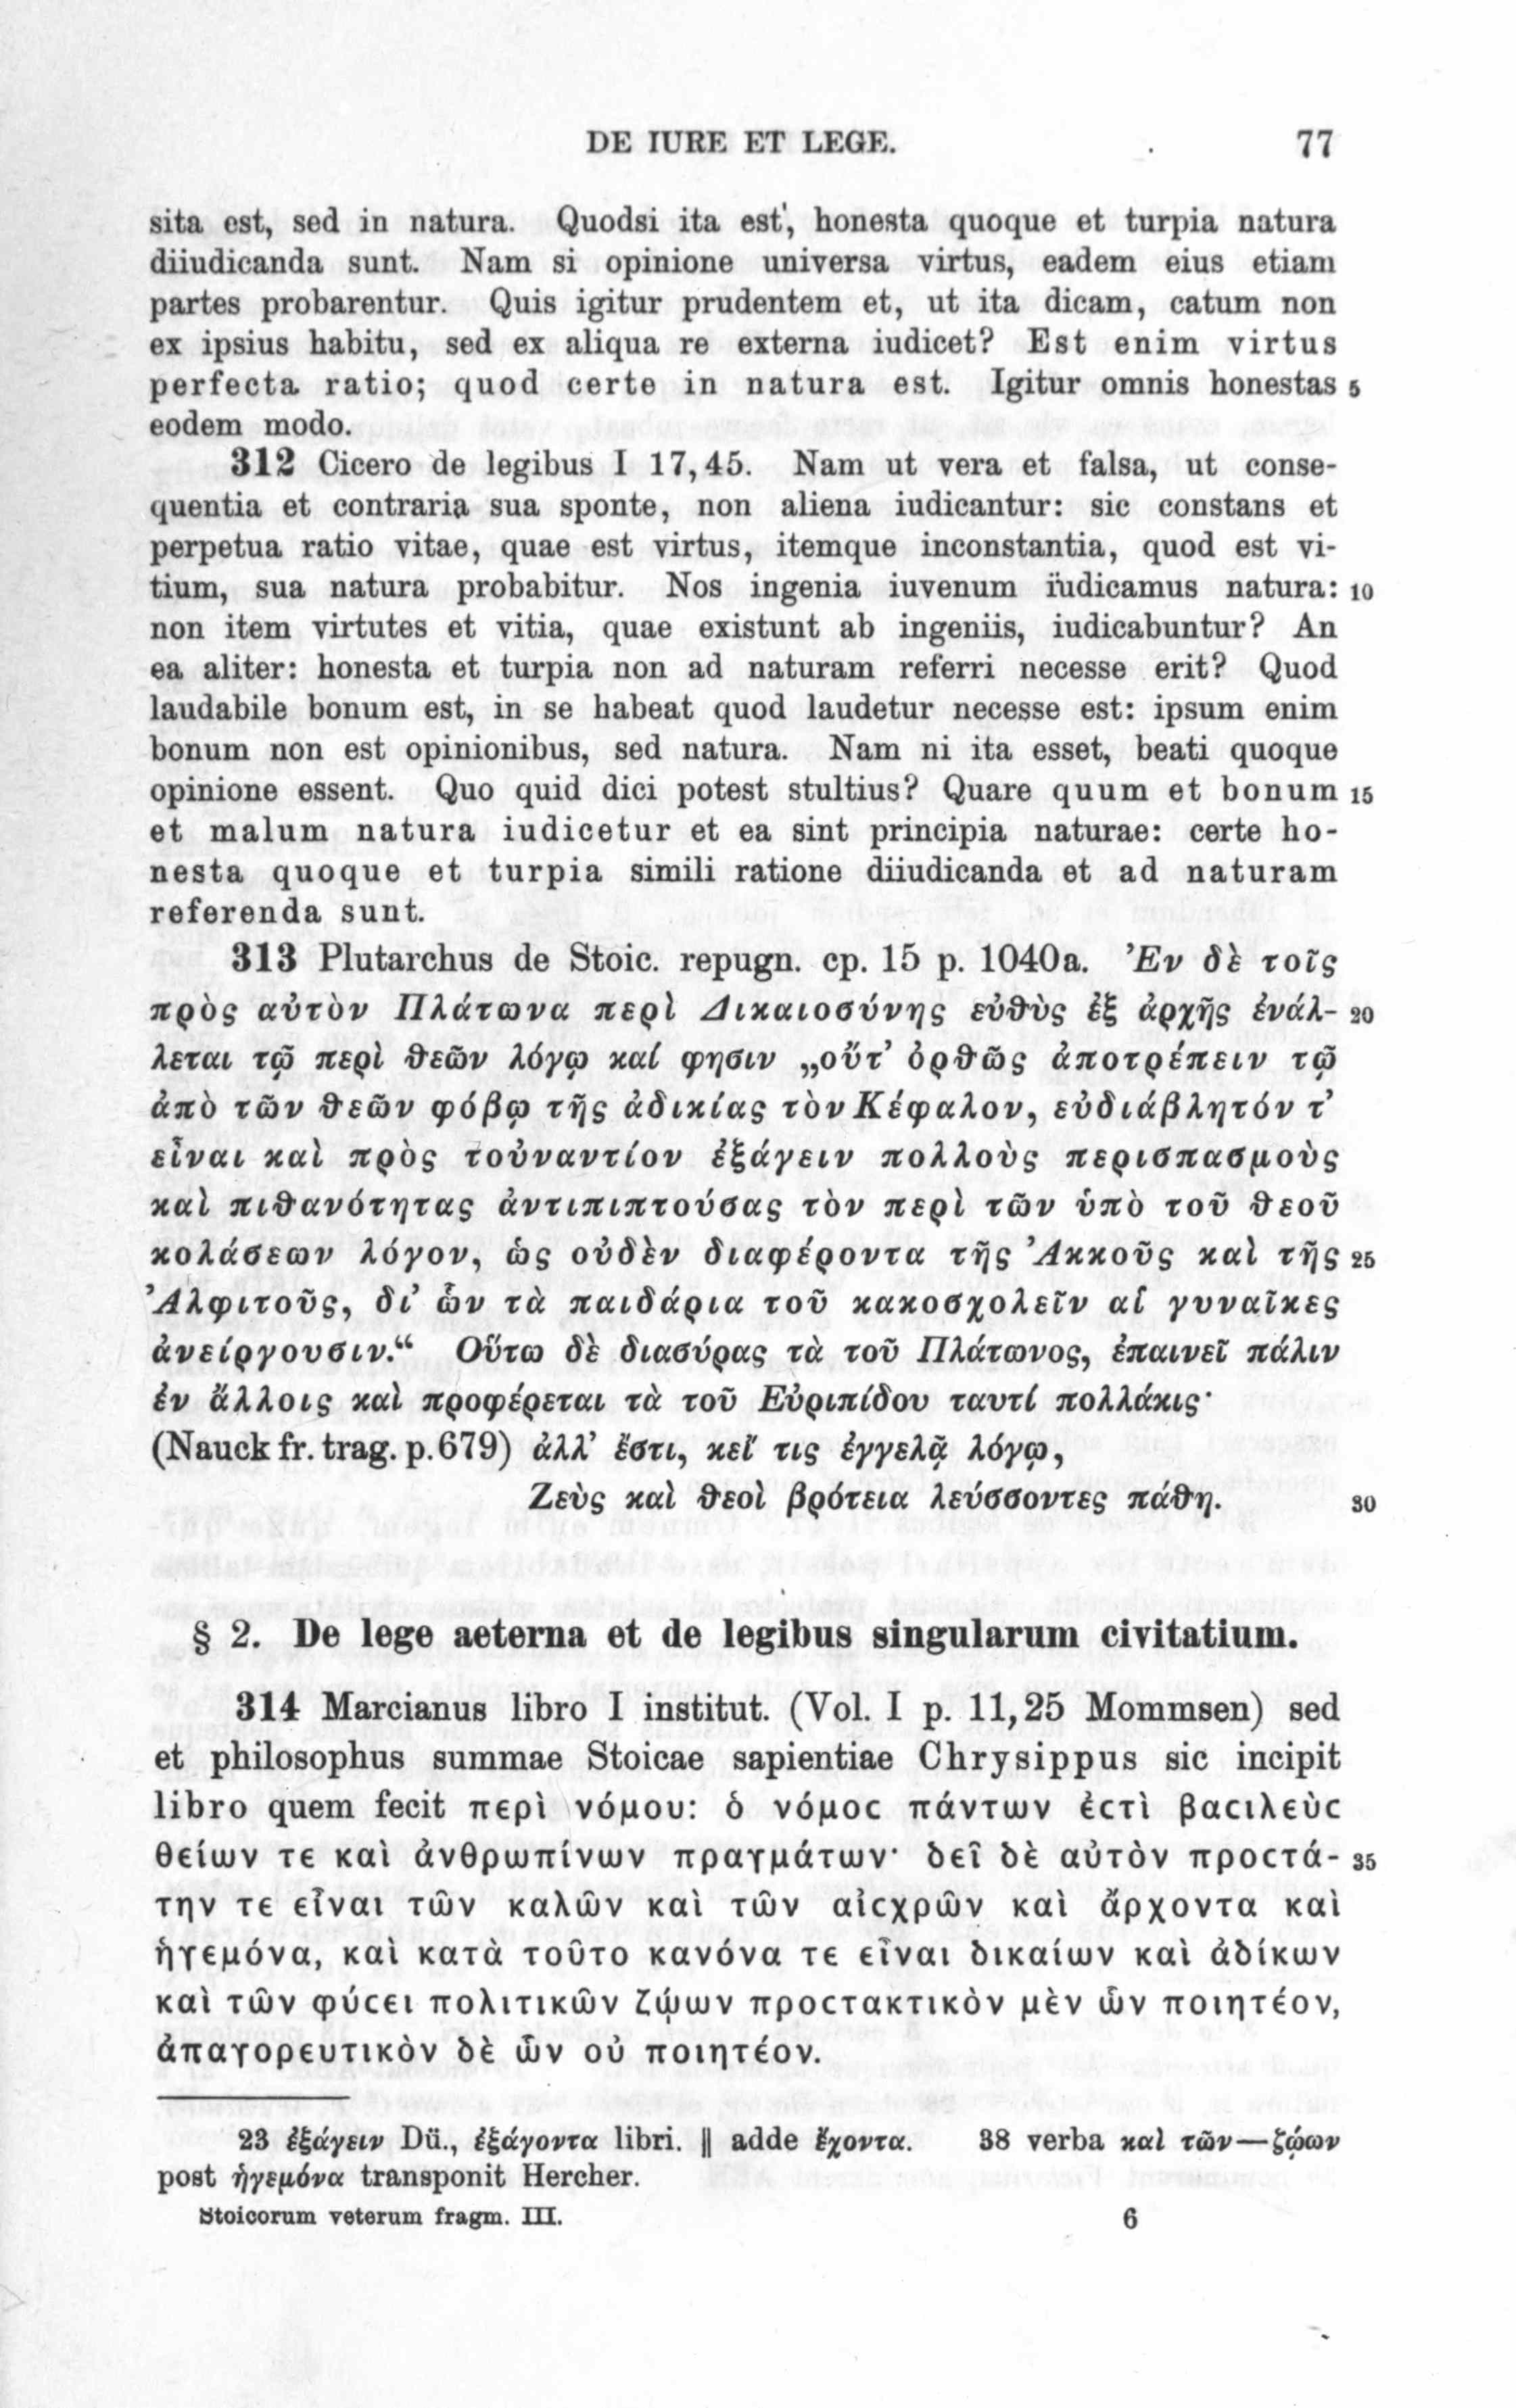 DE IURE ET LEGE. 77
sita est, sed in natura. Quodsi ita est, honesta quoque et turpia natura
diiudicanda sunt. Nam si opinione universa virtus, eadem eius etiam
partes probarentur. Quis igitur prudentem et, ut ita dicam, catum non
ex ipsius habitu, sed ex aliqua re externa iudicet? Est enim virtus
perfecta ratio; quod certe in natura est. Igitur omnis honestas 5
eodem modo.
312 Cicero de legibus I 17,45. Nam ut vera et falsa, ut conse-
quentia et contraria sua sponte, non aliena iudicantur: sic constans et
perpetua ratio vitae, quae est virtus, itemque inconstantia, quod est vi-
tium, sua natura probabitur. Nos ingenia iuvenum iudicamus natura: 10
non item virtutes et vitia, quae existunt ab ingeniis, iudicabuntur? An
ea aliter: honesta et turpia non ad naturam referri necesse erit? Quod
laudabile bonum est, in se habeat quod laudetur necesse est: ipsum enim
bonum non est opinionibus, sed natura. Nam ni ita esset, beati quoque
opinione essent. Quo quid dici potest stultius? Quare quum et bonum 15
et malum natura iudicetur et ea sint principia naturae: certe ho-
nesta quoque et turpia simili ratione diiudicanda et ad naturam
referenda sunt.
313 Plutarchus de Stoic. repugn. cp. 15 p. 1040a. Ἐν δὲ τοῖς
πρὸς αὐτὸν Πλάτωνα περὶ Δικαιοσύνης εὐθὺς ἐξ ἀρχῆς ἐνάλ- 20
λεται τῷ περὶ θεῶν λόγῳ καί φησιν „οὔτ’ ὀρθῶς ἀποτρέπειν τῷ
ἀπὸ τῶν θεῶν φόβῳ τῆς ἀδικίας τὸν Κέφαλον, εὐδιάβλητόν τ’
εἶναι καὶ πρὸς τοὐναντίον ἐξάγειν πολλοὺς περισπασμοὺς
καὶ πιθανότητας ἀντιπιπτούσας τὸν περὶ τῶν ὑπὸ τοῦ θεοῦ
κολάσεων λόγον, ὡς οὐδὲν διαφέροντα τῆς Ἀκκοῦς καὶ τῆς 25
Ἀλφιτοῦς, δι’ ὧν τὰ παιδάρια τοῦ κακοσχολεῖν αἱ γυναῖκες
ἀνείργουσιν.“ Οὕτω δὲ διασύρας τὰ τοῦ Πλάτωνος, ἐπαινεῖ πάλιν
ἐν ἄλλοις καὶ προφέρεται τὰ τοῦ Εὐριπίδου ταυτί πολλάκις·
(Nauck fr. trag. p. 679) ἀλλ’ ἔστι, κεἴ τις ἐγγελᾷ λόγῳ,
Ζεὺς καὶ θεοὶ βρότεια λεύσσοντες πάθη. 30
§ 2. De lege aeterna et de legibus singularum civitatium.
314 Marcianus libro I institut. (Vol. I p. 11,25 Mommsen) sed
et philosophus summae Stoicae sapientiae Chrysippus sic incipit
libro quem fecit περὶ νόμου: ὁ νόμοϲ πάντων ἐϲτὶ βαϲιλεὺϲ
θείων τε καὶ ἀνθρωπίνων πραγμάτων· δεῖ δὲ αὐτὸν προϲτά- 35
την τε εἶναι τῶν καλῶν καὶ τῶν αἰϲχρῶν καὶ ἄρχοντα καὶ
ἡγεμόνα, καὶ κατὰ τοῦτο κανόνα τε εἶναι δικαίων καὶ ἀδίκων
καὶ τῶν φύϲει πολιτικῶν ζῴων προϲτακτικὸν μὲν ὧν ποιητέον,
ἀπαγορευτικὸν δὲ ὧν οὐ ποιητέον.
23 ἐξάγειν Dü., ἐξάγοντα libri. || adde ἔχοντα. 38 verba καὶ τῶν—ζῴων
post ἡγεμόνα transponit Hercher.
Stoicorum veterum fragm. III. 6